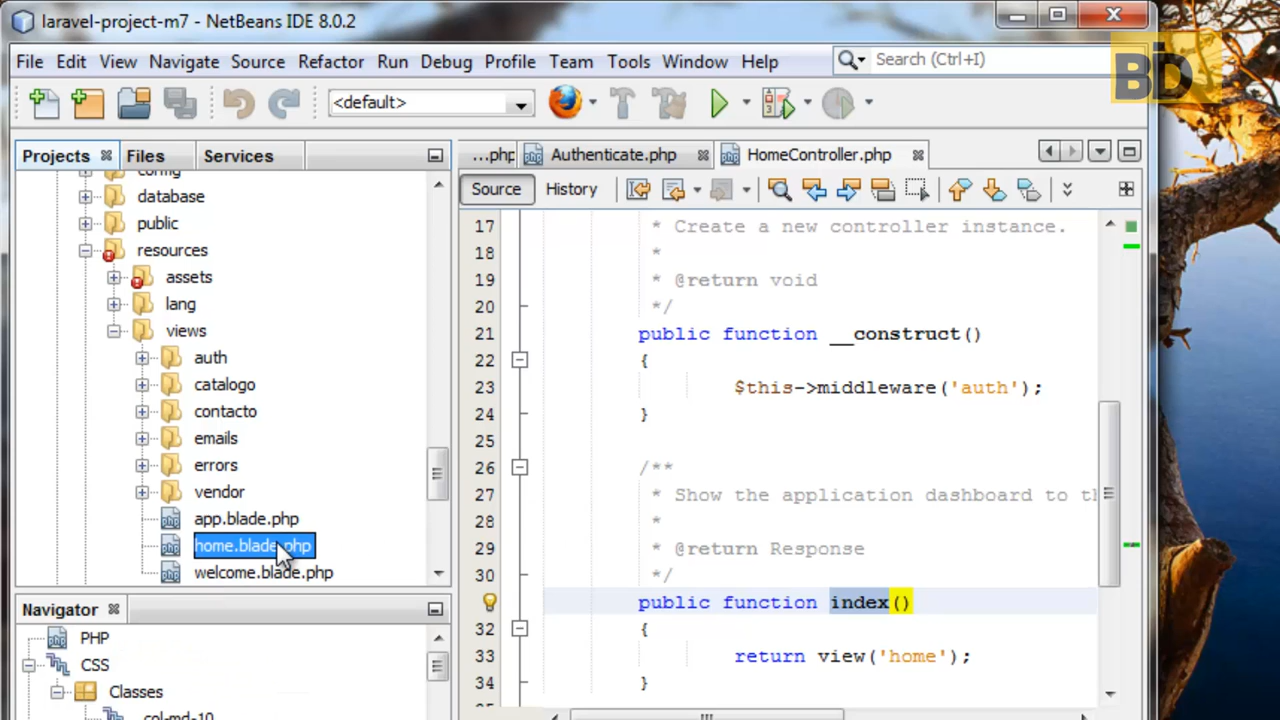 laravel-project-m7 - NetBeans IDE 8.0.2
File Edit View Navigate Source Refactor Run Debug Profile Team Tools Window Help
Search (Ctrl+I)
BD
<default>
Projects Files Services
...php Authenticate.php HomeController.php
Source History
config
database
public
resources
assets
lang
views
auth
catalogo
contacto
emails
errors
vendor
app.blade.php
home.blade.php
welcome.blade.php
Navigator
PHP
CSS
Classes
col-md-10
17 * Create a new controller instance.
18 *
19 * @return void
20 */
21 public function __construct()
22 {
23 $this->middleware('auth');
24 }
25
26 /**
27 * Show the application dashboard to
28 *
29 * @return Response
30 */
public function index()
32 {
33 return view('home');
34 }